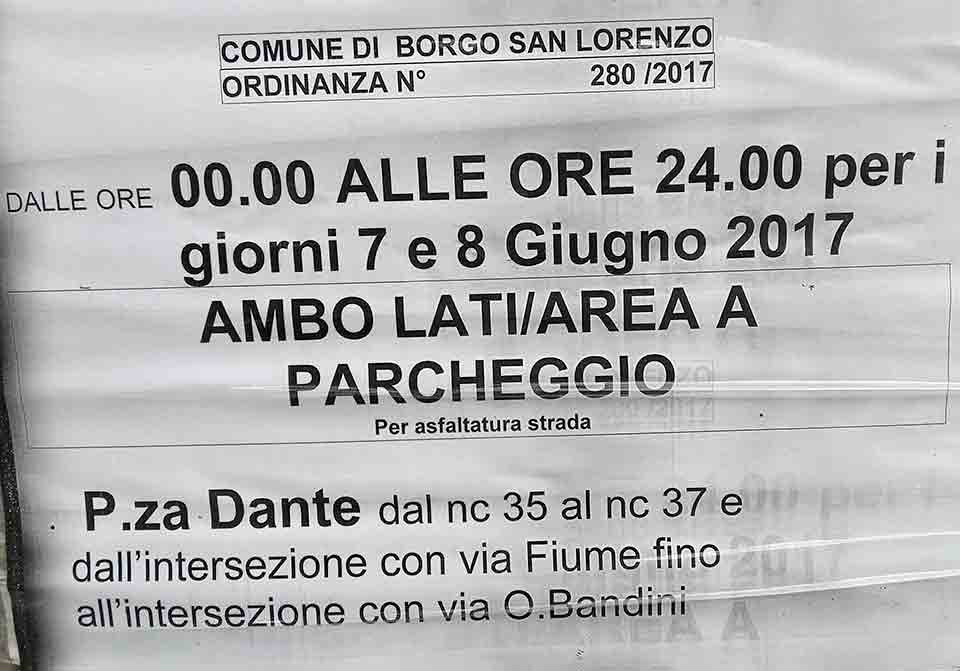 COMUNE DI BORGO SAN LORENZO
ORDINANZA N° 280 /2017
DALLE ORE 00.00 ALLE ORE 24.00 per i
giorni 7 e 8 Giugno 2017
AMBO LATI/AREA A
PARCHEGGIO
Per asfaltatura strada
P.za Dante dal nc 35 al nc 37 e
dall'intersezione con via Fiume fino
all'intersezione con via O.Bandini